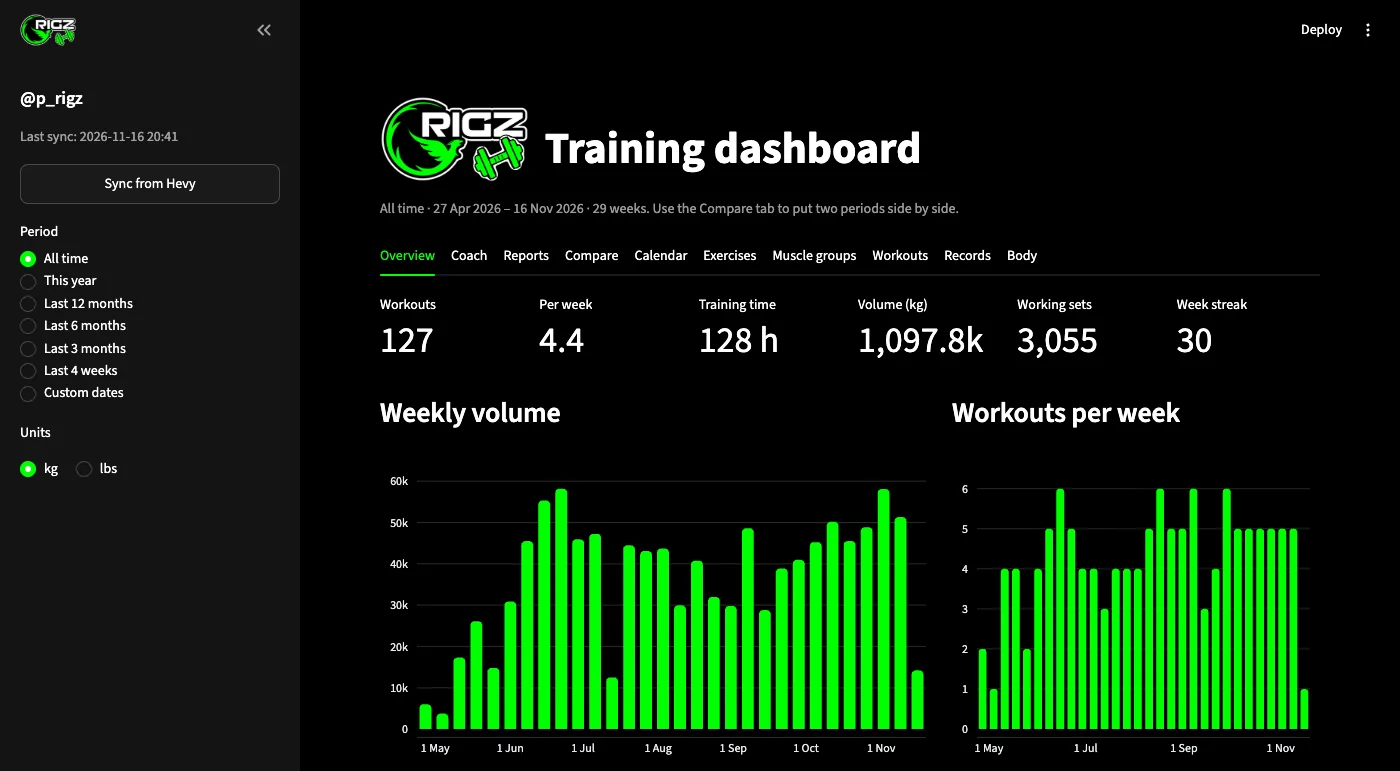 RIGZ
Deploy
@p_rigz
Last sync: 2026-11-16 20:41
Sync from Hevy
Period
All time
This year
Last 12 months
Last 6 months
Last 3 months
Last 4 weeks
Custom dates
Units
kg lbs
RIGZ
Training dashboard
All time · 27 Apr 2026 – 16 Nov 2026 · 29 weeks. Use the Compare tab to put two periods side by side.
Overview Coach Reports Compare Calendar Exercises Muscle groups Workouts Records Body
Workouts Per week Training time Volume (kg) Working sets Week streak
127 4.4 128 h 1,097.8k 3,055 30
Weekly volume
60k
50k
40k
30k
20k
10k
0
1 May 1 Jun 1 Jul 1 Aug 1 Sep 1 Oct 1 Nov
Workouts per week
6
5
4
3
2
1
0
1 May 1 Jul 1 Sep 1 Nov